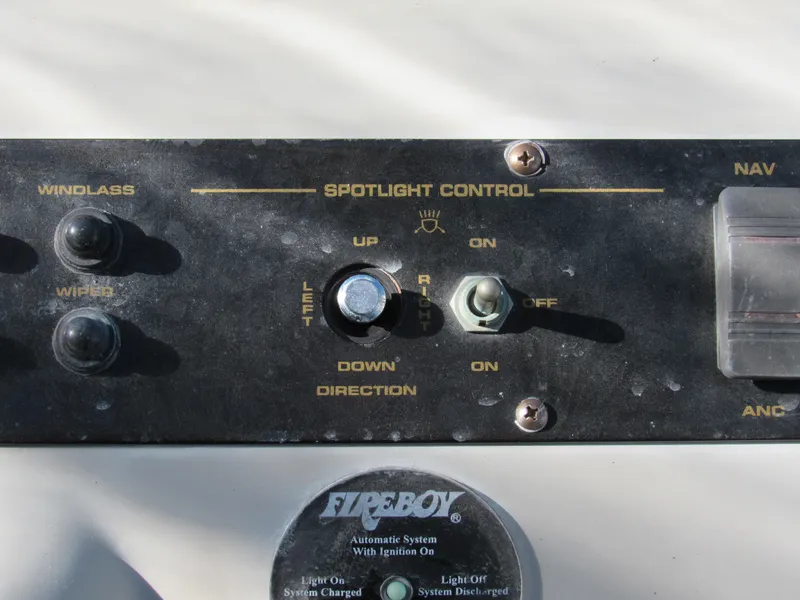 WINDLASS
WIPER
SPOTLIGHT CONTROL
UP
LEFT
RIGHT
DOWN
DIRECTION
ON
OFF
ON
NAV
ANC
FIREBOY®
Automatic System
With Ignition On
Light On
System Charged
Light Off
System Discharged